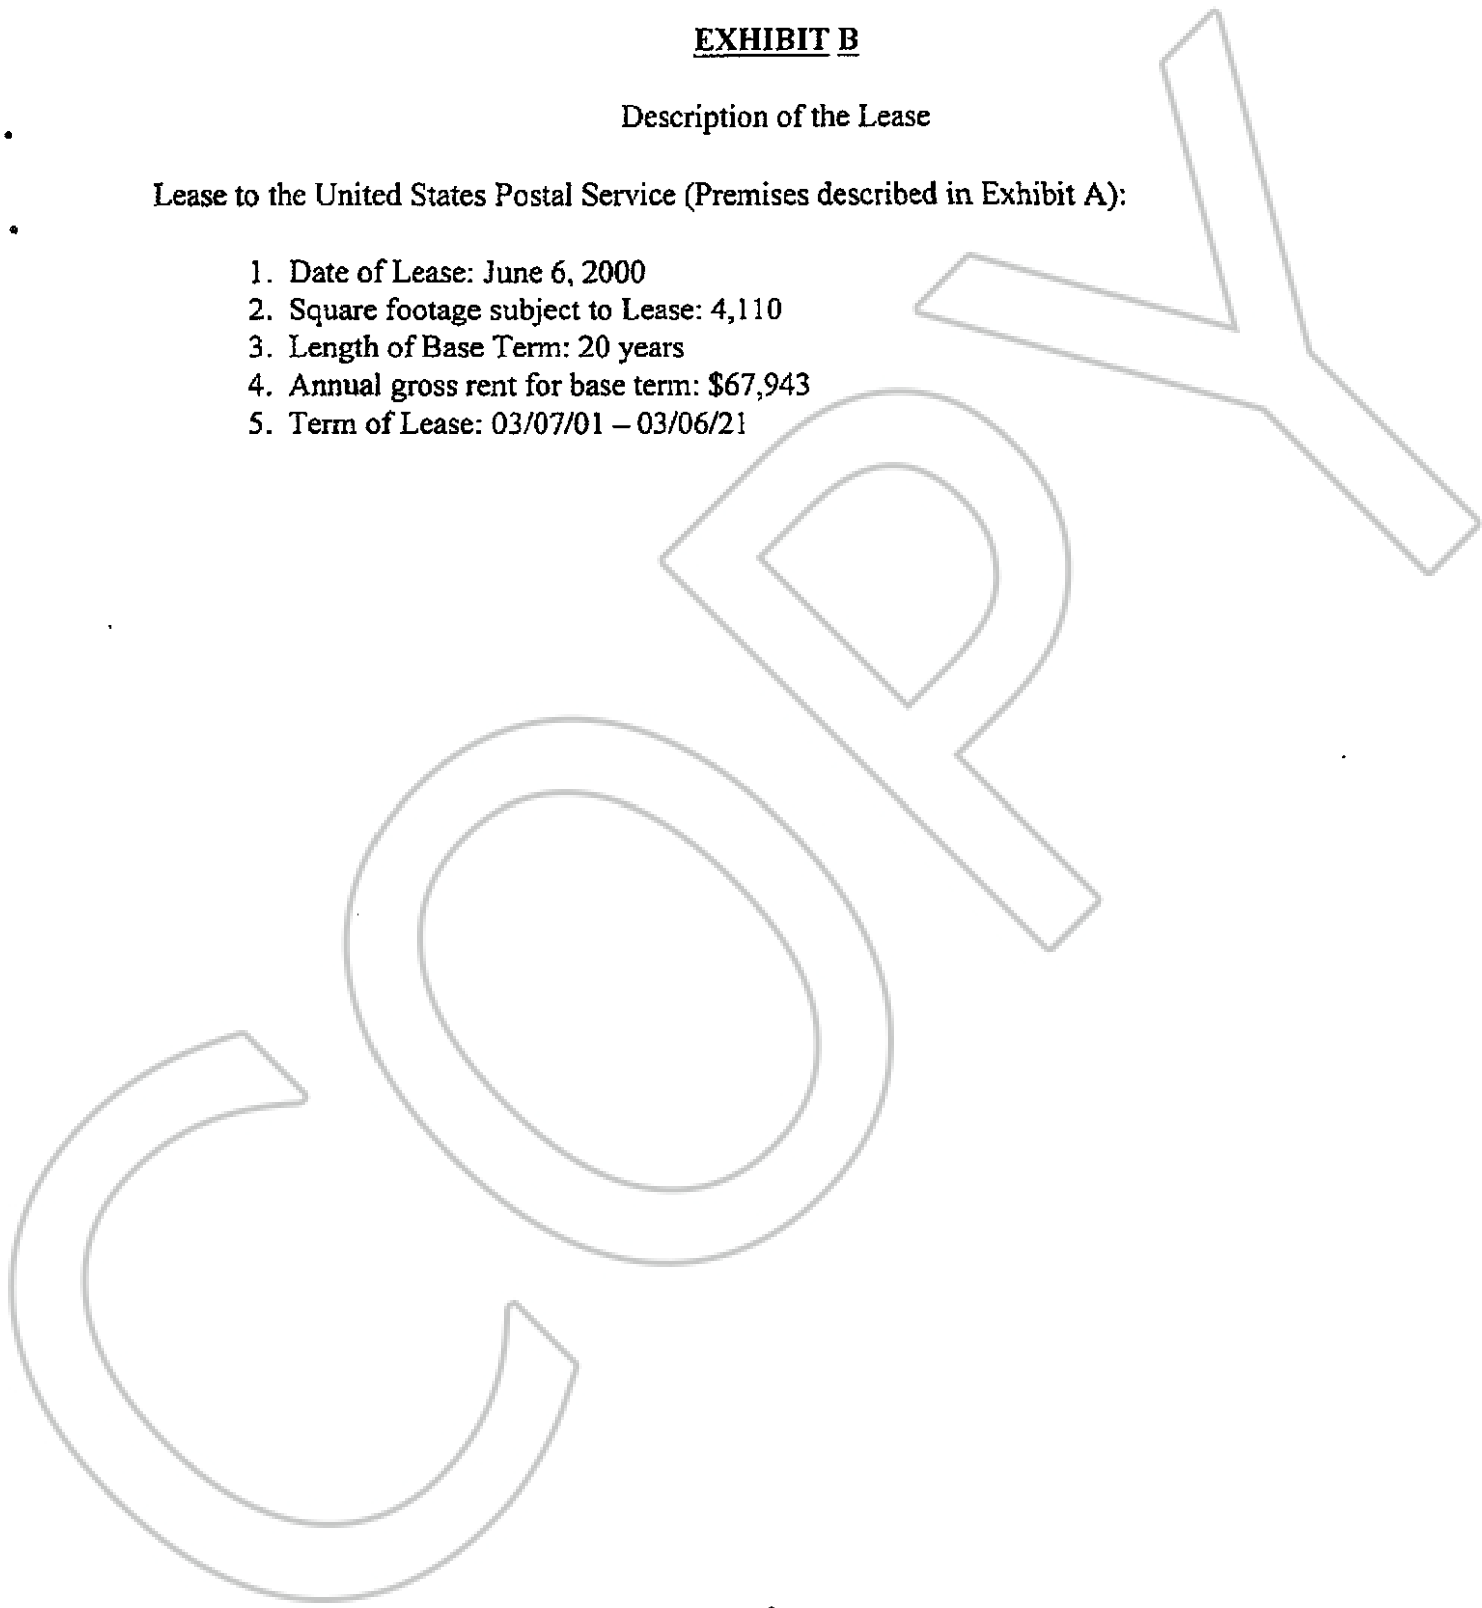 EXHIBIT B
Description of the Lease
Lease to the United States Postal Service (Premises described in Exhibit A):
1. Date of Lease: June 6, 2000
2. Square footage subject to Lease: 4,110
3. Length of Base Term: 20 years
4. Annual gross rent for base term: $67,943
5. Term of Lease: 03/07/01 – 03/06/21
COPY